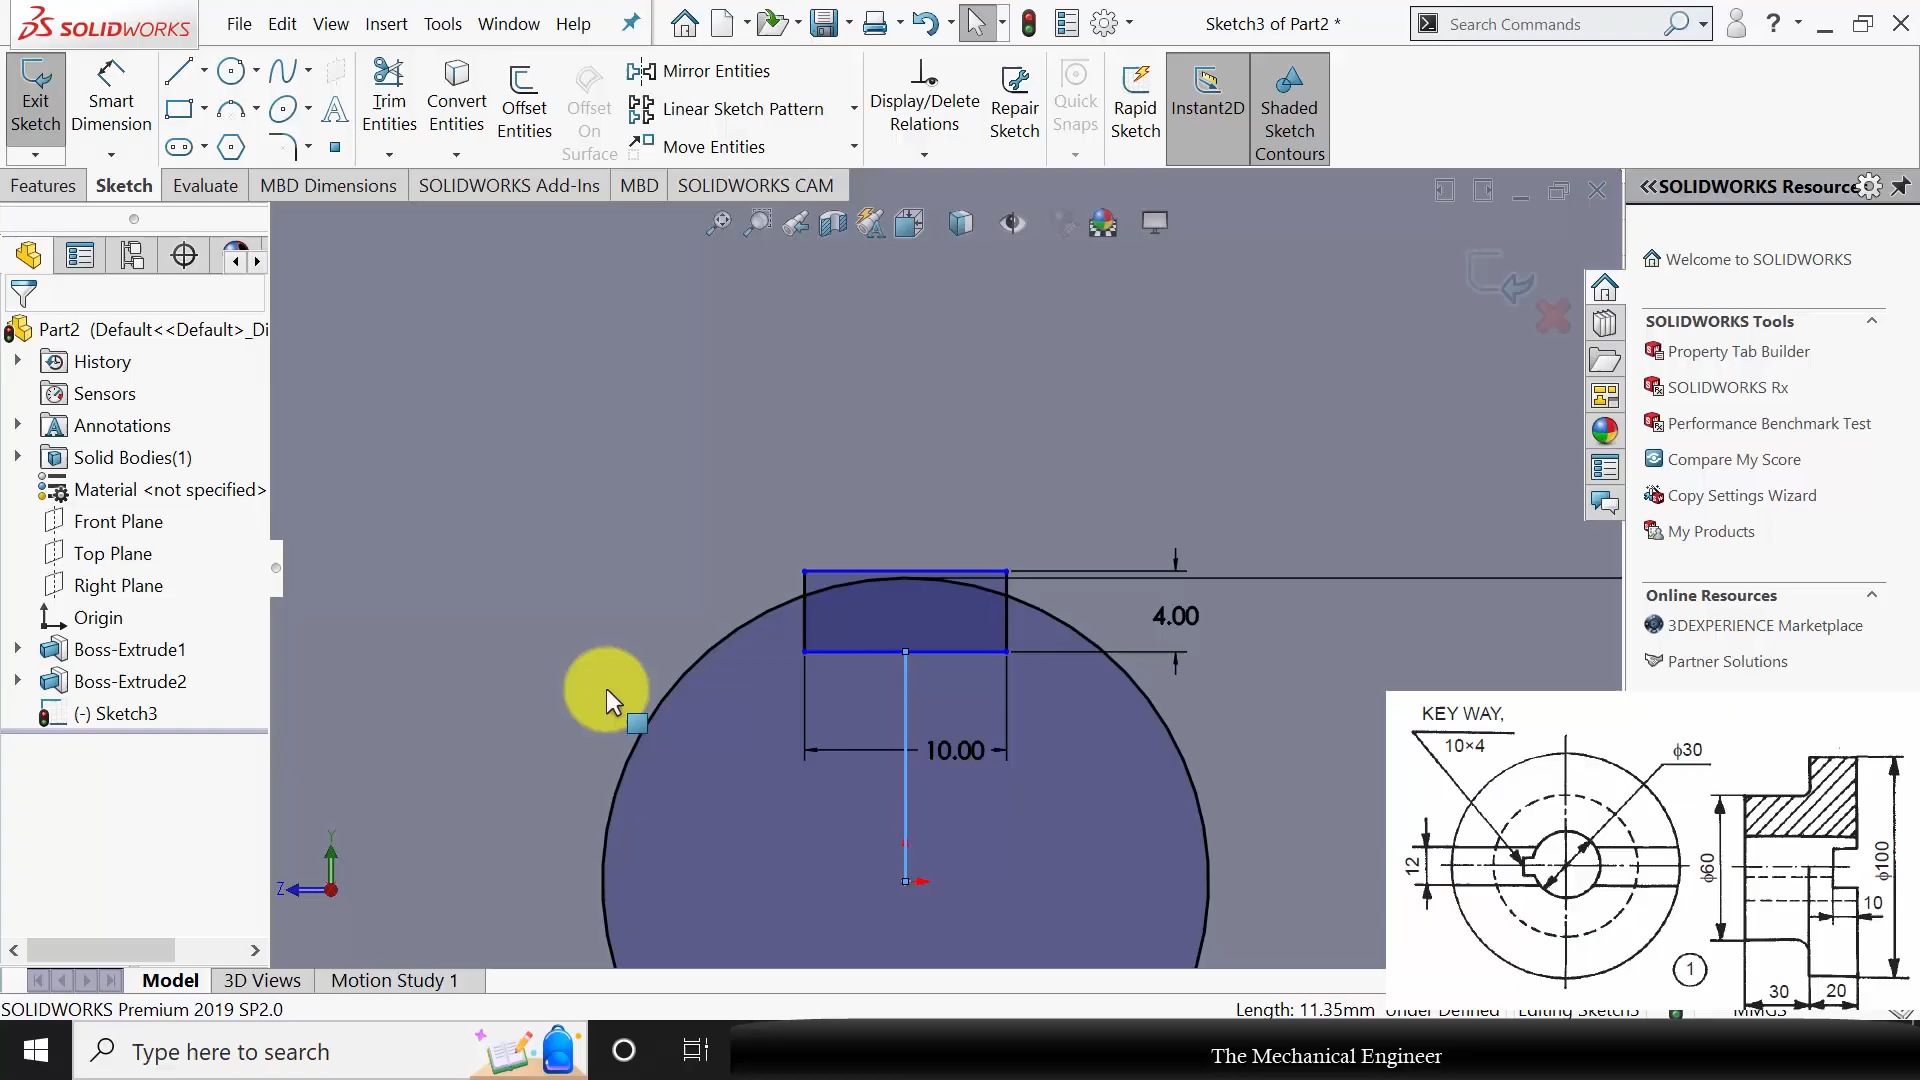 SOLIDWORKS File Edit View Insert Tools Window Help Sketch3 of Part2 * Search Commands
Exit Sketch
Smart Dimension
Trim Entities
Convert Entities
Offset Entities
Offset On Surface
Mirror Entities
Linear Sketch Pattern
Move Entities
Display/Delete Relations
Repair Sketch
Quick Snaps
Rapid Sketch
Instant2D
Shaded Sketch Contours
Features Sketch Evaluate MBD Dimensions SOLIDWORKS Add-Ins MBD SOLIDWORKS CAM
SOLIDWORKS Resource
Part2 (Default<<Default>_Di
History
Sensors
Annotations
Solid Bodies(1)
Material <not specified>
Front Plane
Top Plane
Right Plane
Origin
Boss-Extrude1
Boss-Extrude2
(-) Sketch3
4.00
10.00
Y
Z
Welcome to SOLIDWORKS
SOLIDWORKS Tools
Property Tab Builder
SOLIDWORKS Rx
Performance Benchmark Test
Compare My Score
Copy Settings Wizard
My Products
Online Resources
3DEXPERIENCE Marketplace
Partner Solutions
KEY WAY,
10×4
ϕ30
12
ϕ60
ϕ100
10
1
30
20
Model 3D Views Motion Study 1
SOLIDWORKS Premium 2019 SP2.0
Length: 11.35mm Under Defined Editing Sketch3 MMGS
Type here to search
The Mechanical Engineer